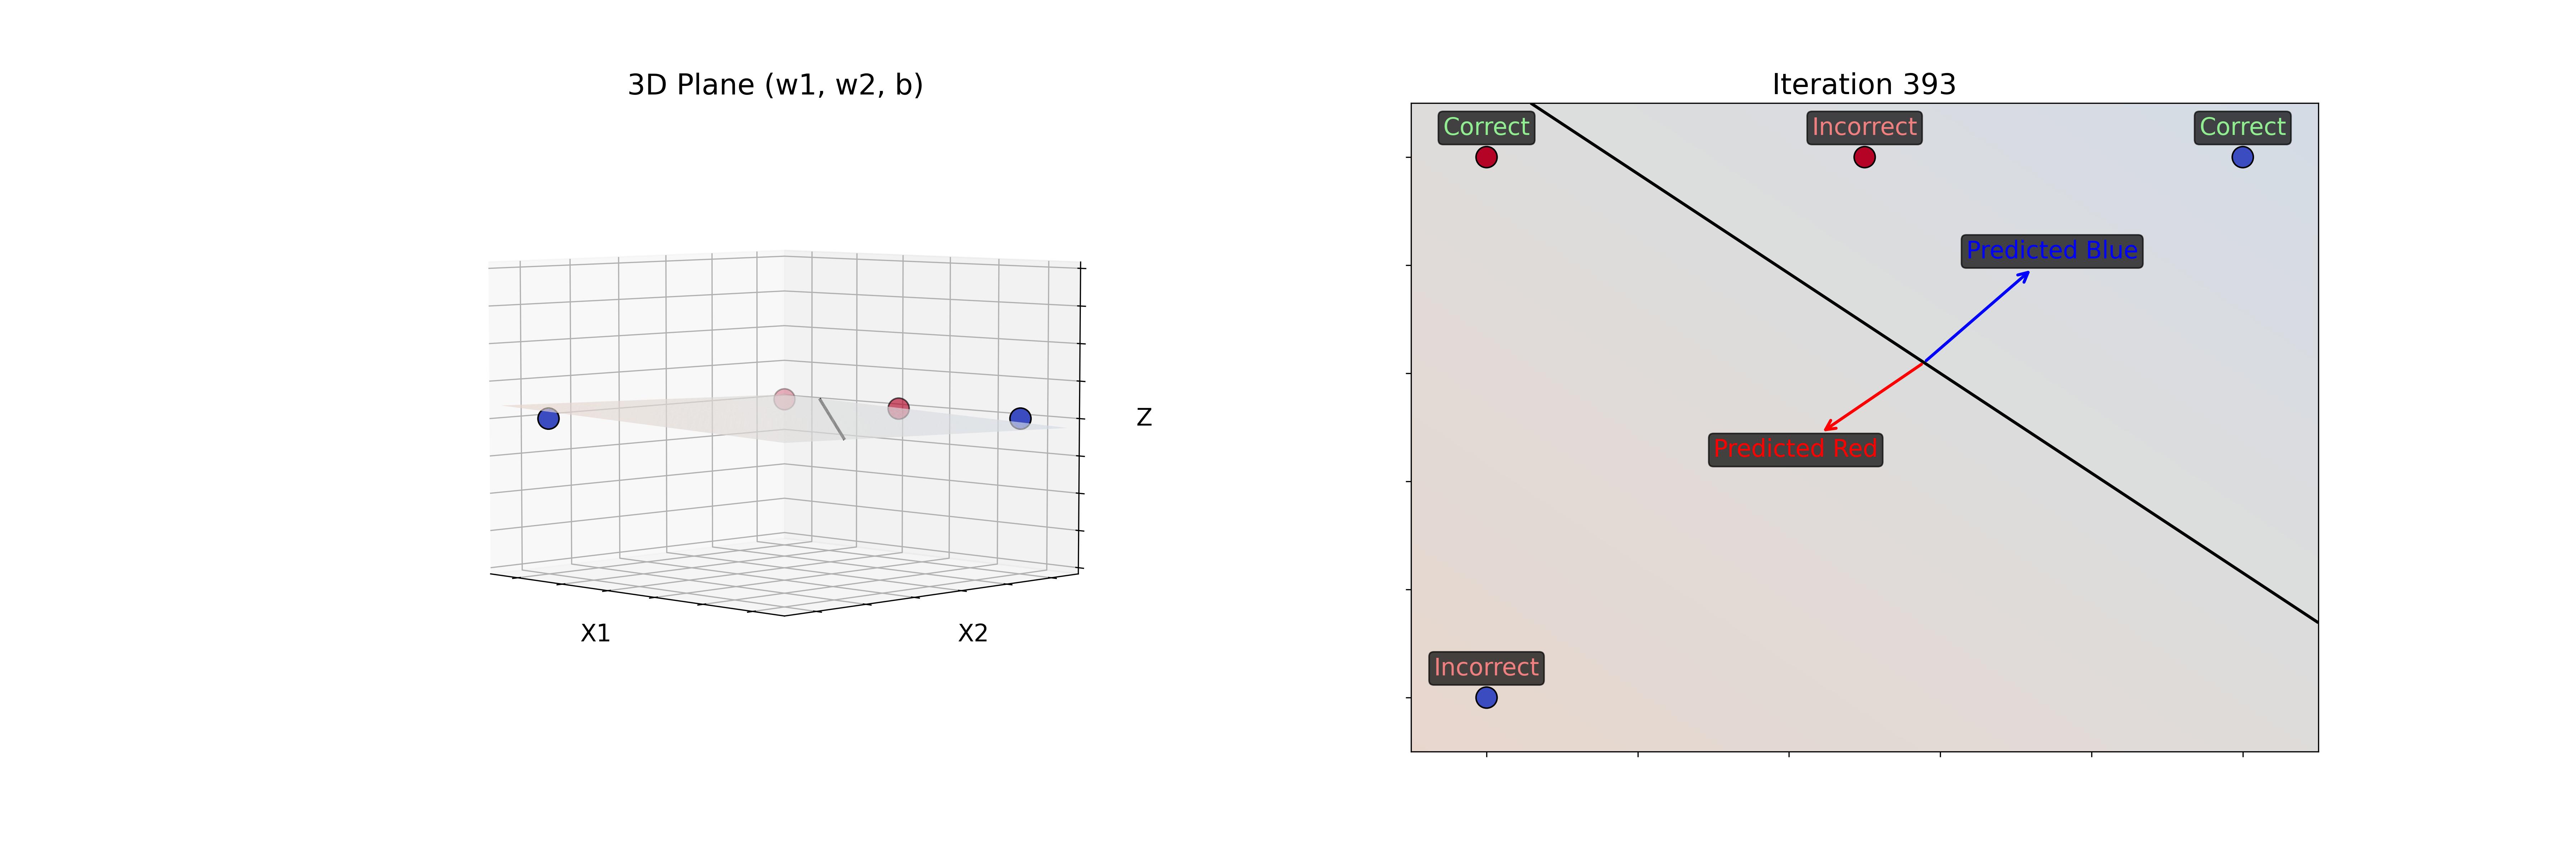 3D Plane (w1, w2, b)
Z
X1
X2
Iteration 393
Correct
Incorrect
Correct
Predicted Blue
Predicted Red
Incorrect